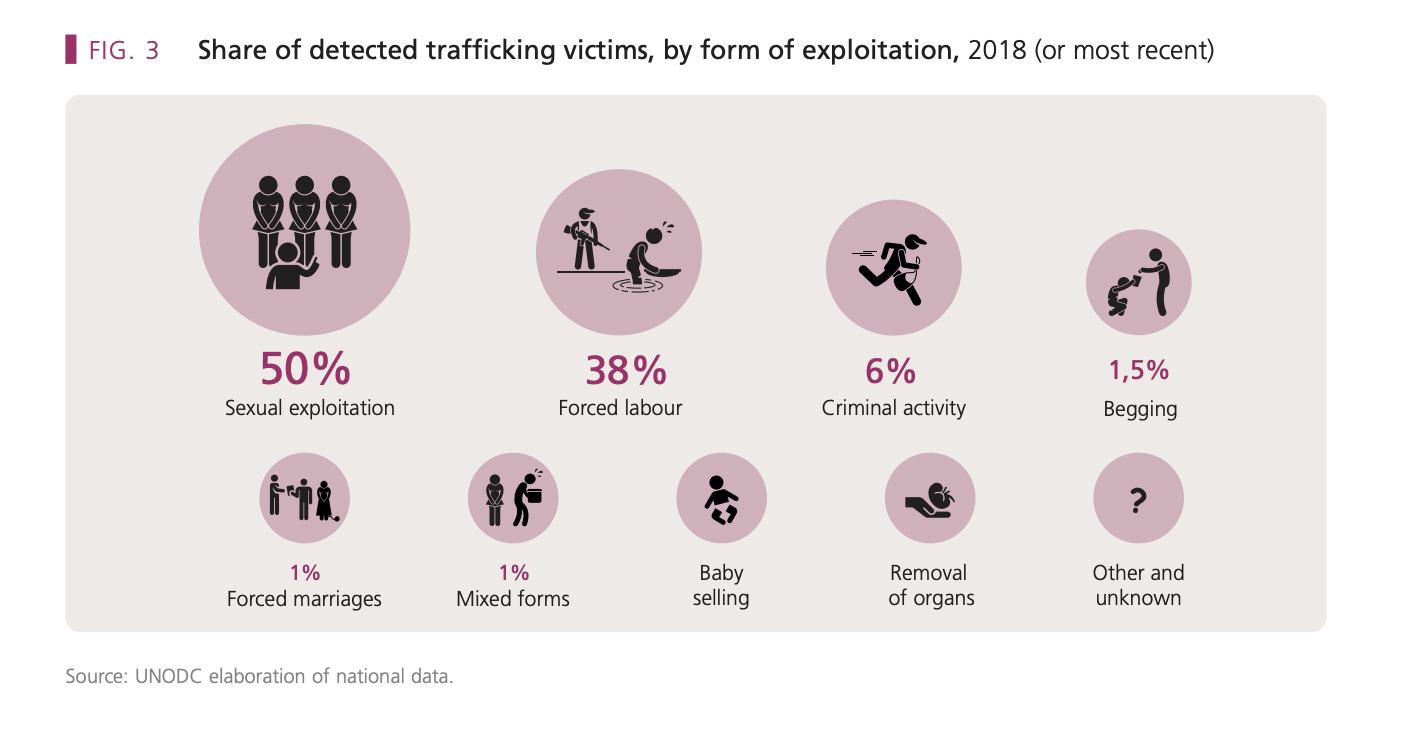 FIG. 3 Share of detected trafficking victims, by form of exploitation, 2018 (or most recent)
50%
Sexual exploitation
38%
Forced labour
6%
Criminal activity
1,5%
Begging
1%
Forced marriages
1%
Mixed forms
Baby
selling
Removal
of organs
?
Other and
unknown
Source: UNODC elaboration of national data.